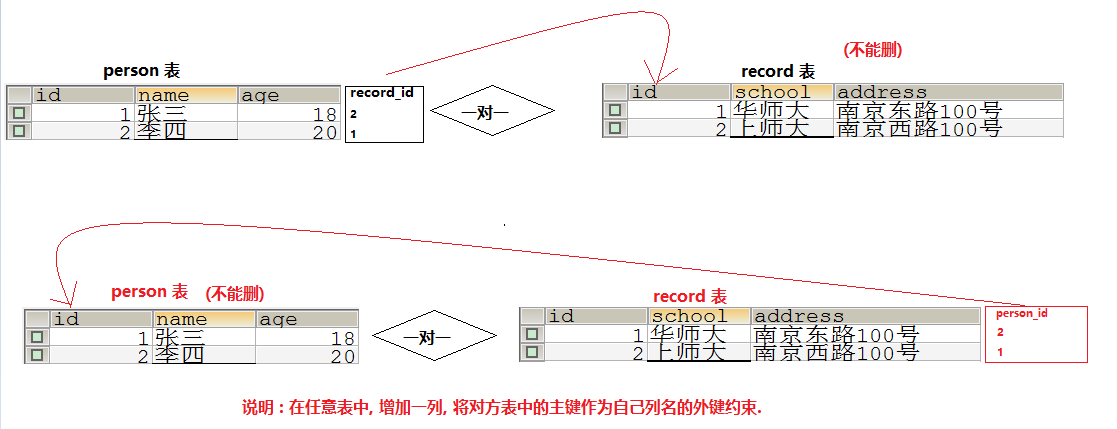 (不能删)
person 表
record 表
id name age record_id
1 张三 18 2
2 李四 20 1
一对一
id school address
1 华师大 南京东路100号
2 上师大 南京西路100号
person 表 (不能删)
record 表
id name age
1 张三 18
2 李四 20
一对一
id school address person_id
1 华师大 南京东路100号 2
2 上师大 南京西路100号 1
说明 : 在任意表中, 增加一列, 将对方表中的主键作为自己列名的外键约束.